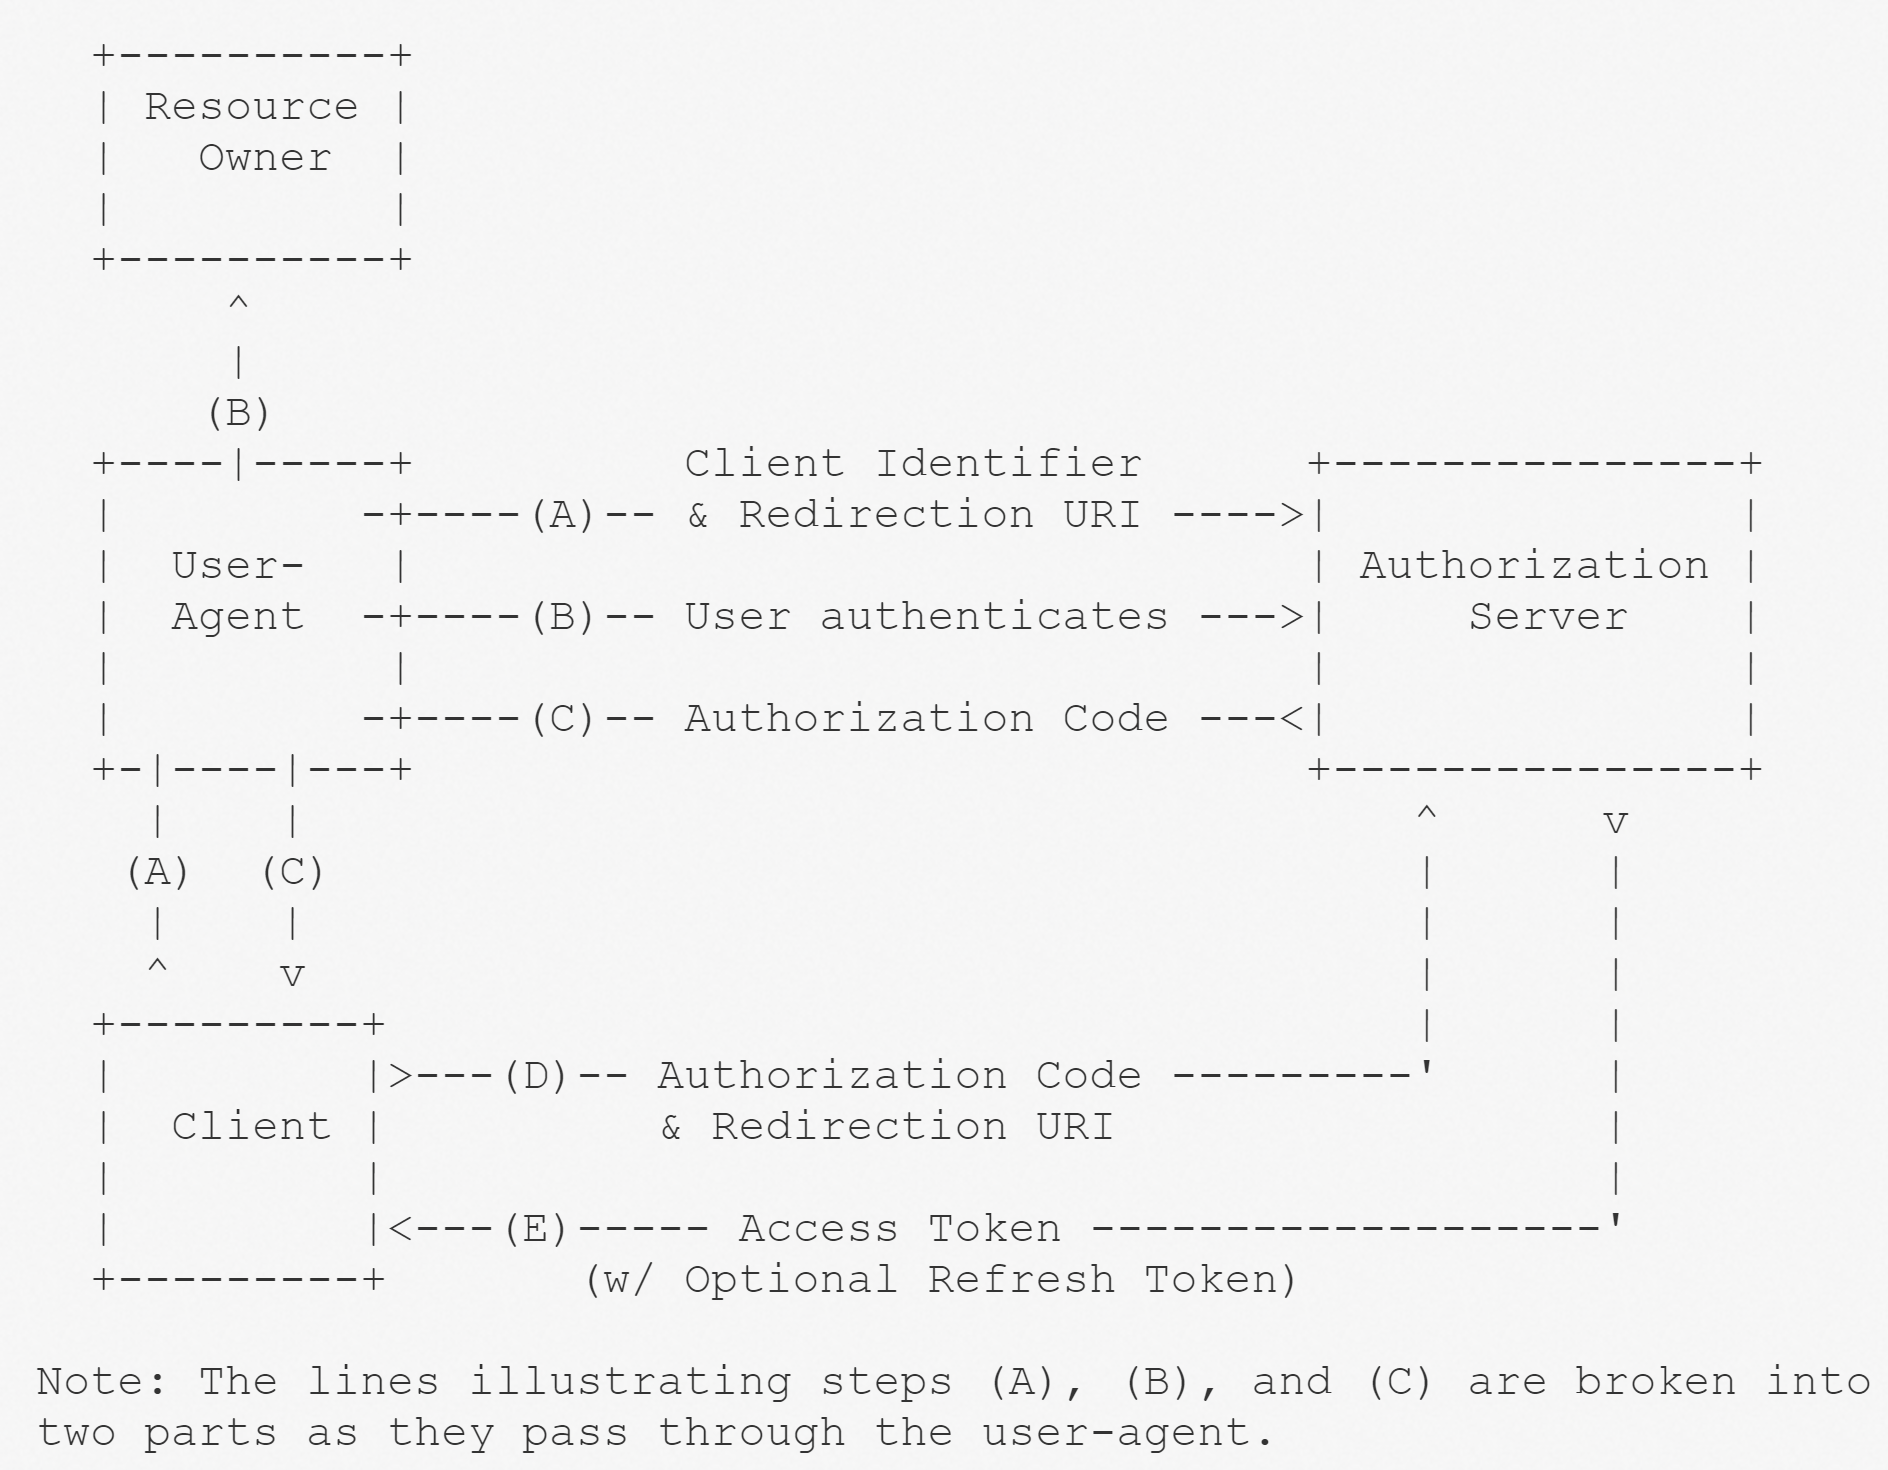 +----------+
| Resource |
|   Owner  |
|          |
+----------+
     ^
     |
    (B)
+----|-----+          Client Identifier      +---------------+
|         -+----(A)-- & Redirection URI ---->|               |
|  User-   |                                 | Authorization |
|  Agent  -+----(B)-- User authenticates --->|     Server    |
|          |                                 |               |
|         -+----(C)-- Authorization Code ---<|               |
+-|----|---+                                 +---------------+
  |    |                                         ^      v
 (A)  (C)                                        |      |
  |    |                                         |      |
  ^    v                                         |      |
+---------+                                      |      |
|         |>---(D)-- Authorization Code ---------'      |
|  Client |          & Redirection URI                  |
|         |                                             |
|         |<---(E)----- Access Token -------------------'
+---------+       (w/ Optional Refresh Token)
Note: The lines illustrating steps (A), (B), and (C) are broken into
two parts as they pass through the user-agent.